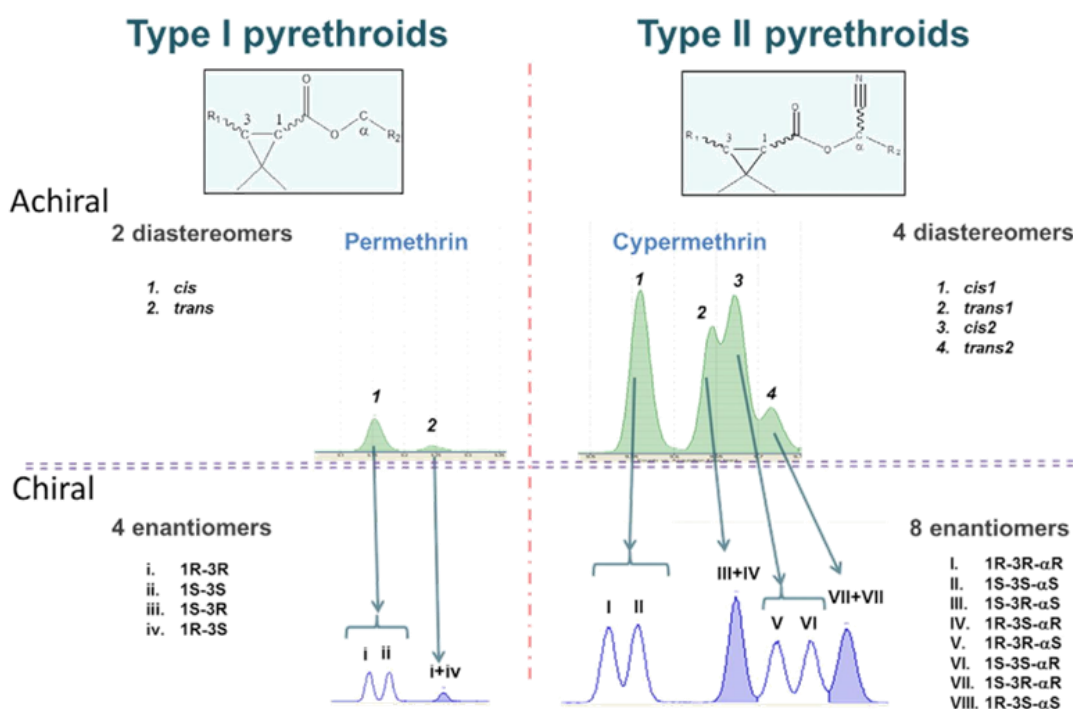 Type I pyrethroids
Type II pyrethroids
R1 3 1 O O C α R2
R1 3 1 O O C α N R2
Achiral
2 diastereomers
1. cis
2. trans
Permethrin
1
2
Cypermethrin
1
2
3
4
4 diastereomers
1. cis1
2. trans1
3. cis2
4. trans2
Chiral
4 enantiomers
i. 1R-3R
ii. 1S-3S
iii. 1S-3R
iv. 1R-3S
i ii
i+iv
I II
III+IV
V VI
VII+VII
8 enantiomers
I. 1R-3R-αR
II. 1S-3S-αS
III. 1S-3R-αS
IV. 1R-3S-αR
V. 1R-3R-αS
VI. 1S-3S-αR
VII. 1S-3R-αR
VIII. 1R-3S-αS